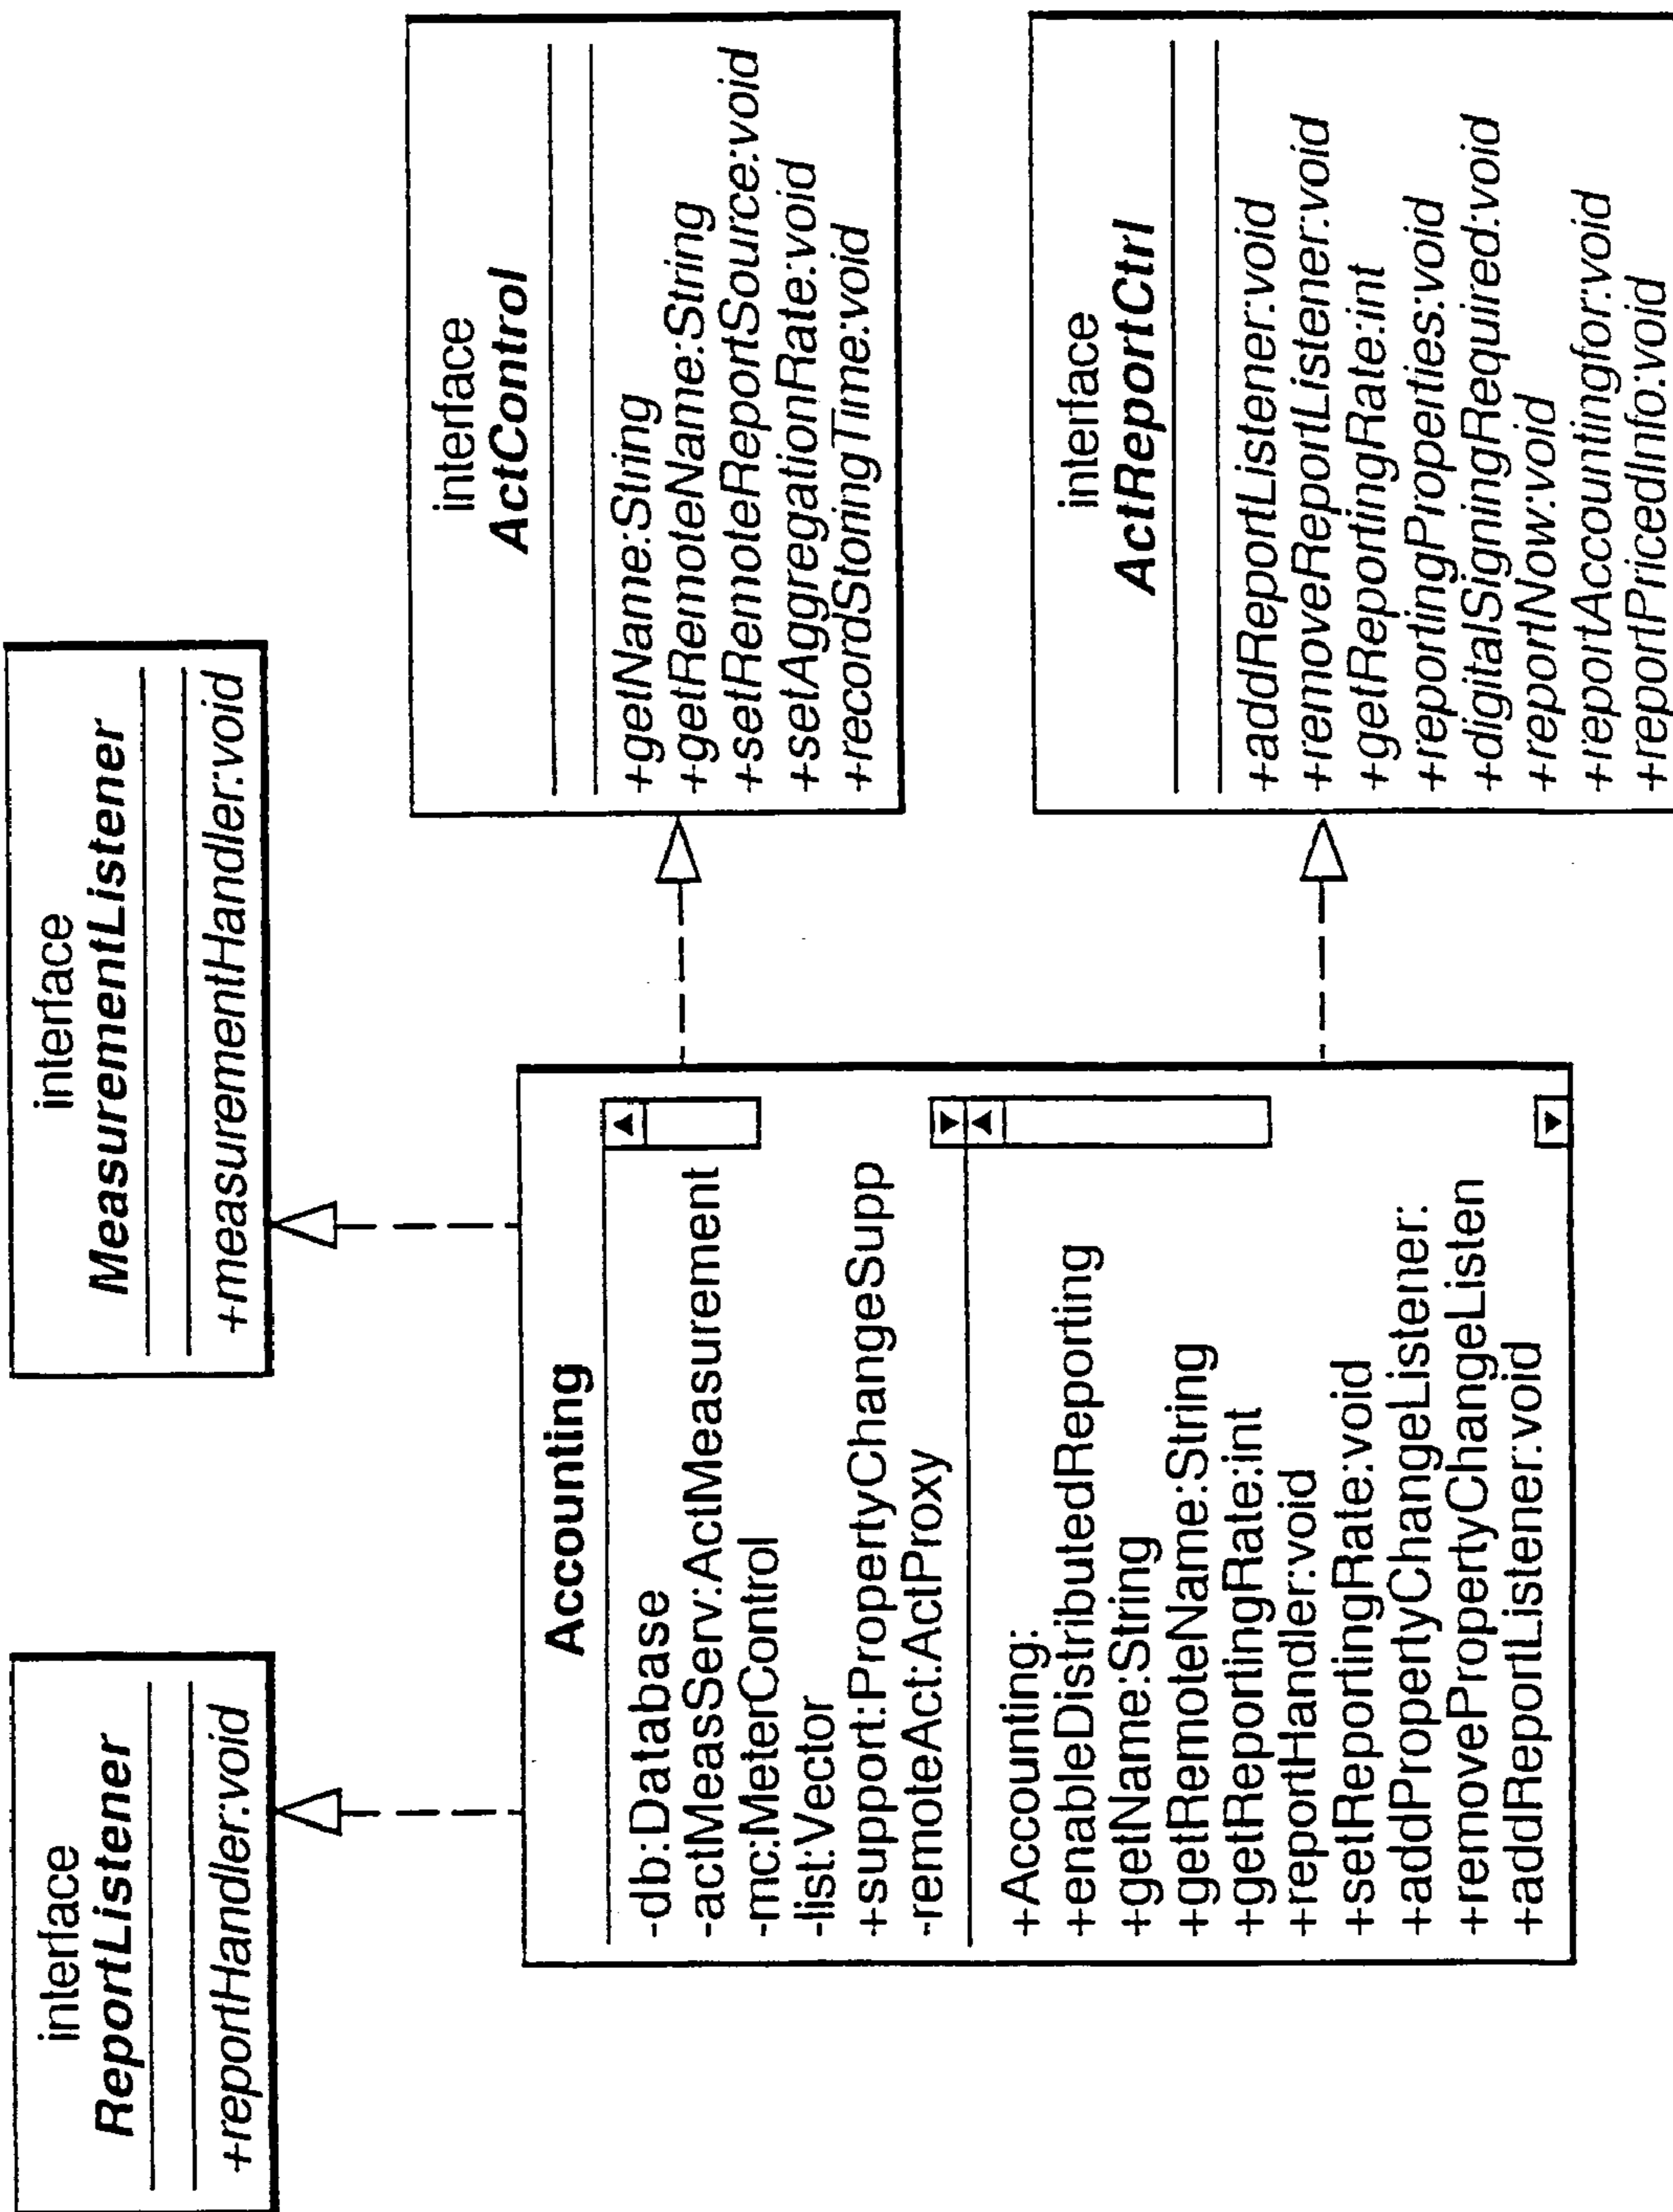 interface
ReportListener
+reportHandler:void
interface
MeasurementListener
+measurementHandler:void
Accounting
-db:Database
-actMeasServ:ActMeasurement
-mc:MeterControl
-list:Vector
+support:PropertyChangeSupp
-remoteAct:ActProxy
+Accounting:
+enableDistributedReporting
+getName:String
+getRemoteName:String
+getReportingRate:int
+reportHandler:void
+setReportingRate:void
+addPropertyChangeListener:
+removePropertyChangeListen
+addReportListener:void
interface
ActControl
+getName:String
+getRemoteName:String
+setRemoteReportSource:void
+setAggregationRate:void
+recordStoringTime:void
interface
ActReportCtrl
+addReportListener:void
+removeReportListener:void
+getReportingRate:int
+reportingProperties:void
+digitalSigningRequired:void
+reportNow:void
+reportAccountingfor:void
+reportPricedInfo:void